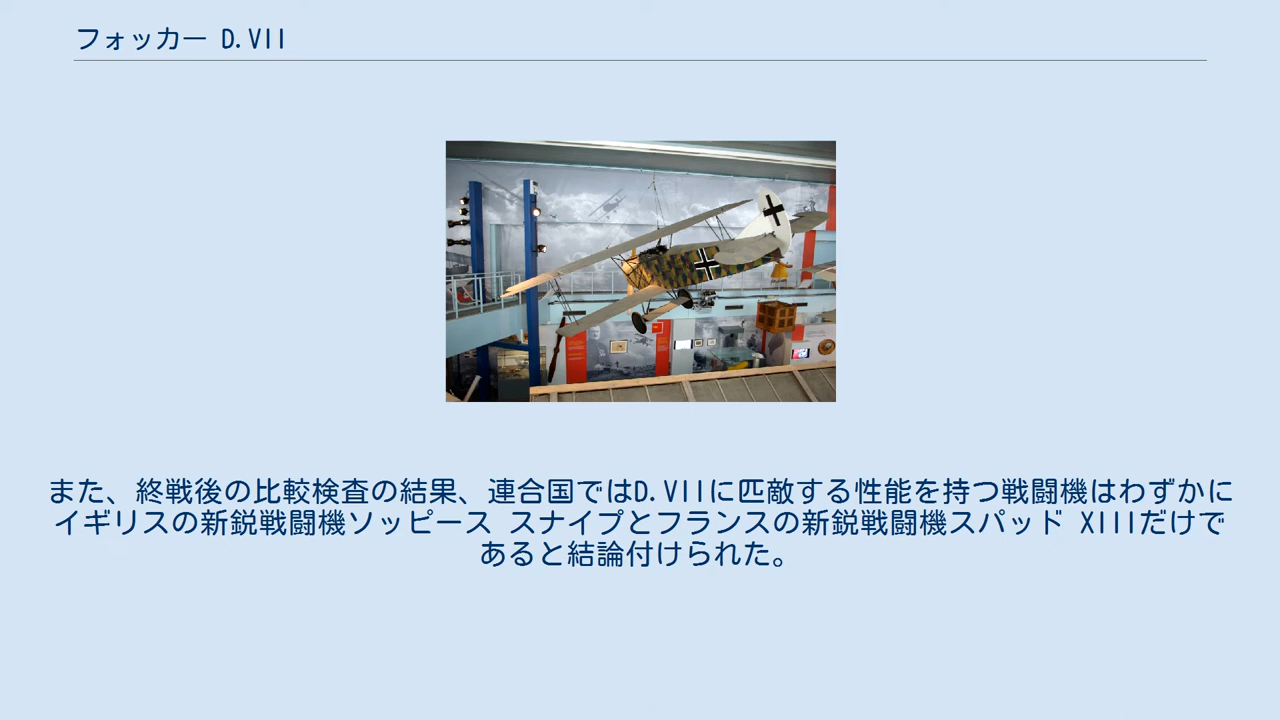 フォッカー D.VII
また、終戦後の比較検査の結果、連合国ではD.VIIに匹敵する性能を持つ戦闘機はわずかに
イギリスの新鋭戦闘機ソッピース スナイプとフランスの新鋭戦闘機スパッド XIIIだけで
あると結論付けられた。